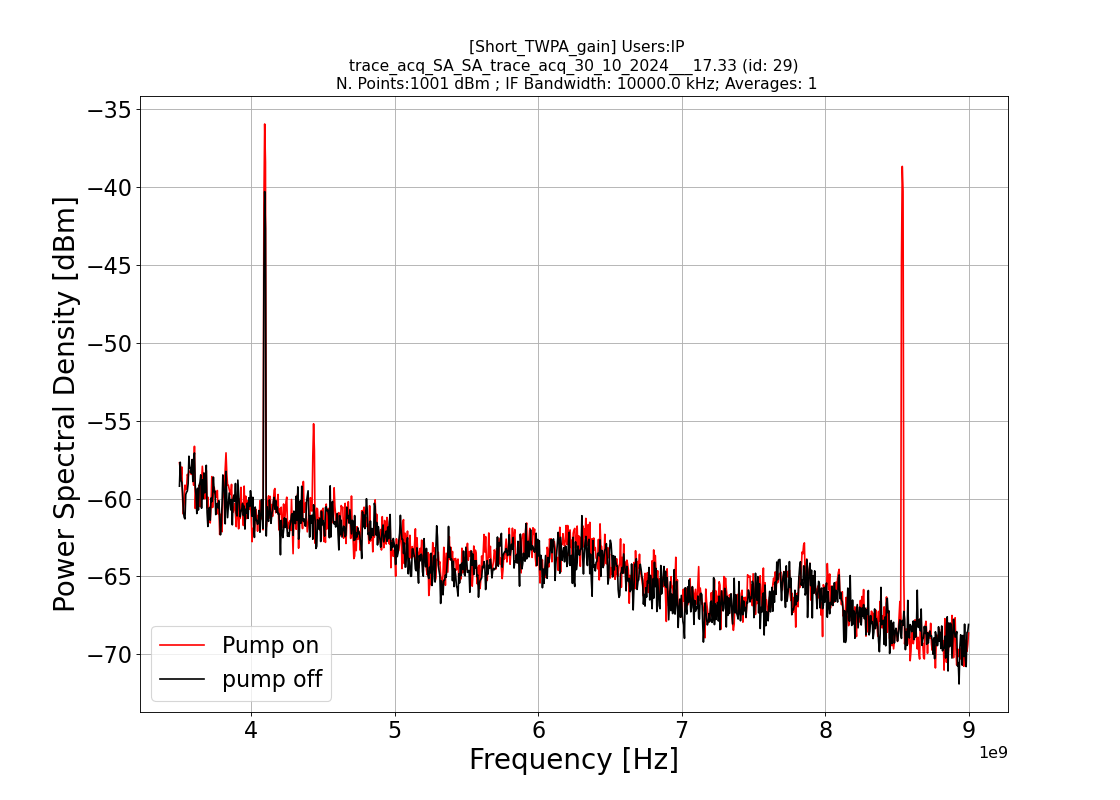 [Short_TWPA_gain] Users:IP
trace_acq_SA_SA_trace_acq_30_10_2024___17.33 (id: 29)
N. Points:1001 dBm ; IF Bandwidth: 10000.0 kHz; Averages: 1
Power Spectral Density [dBm]
−35
−40
−45
−50
−55
−60
−65
−70
Pump on
pump off
4 5 6 7 8 9
1e9
Frequency [Hz]